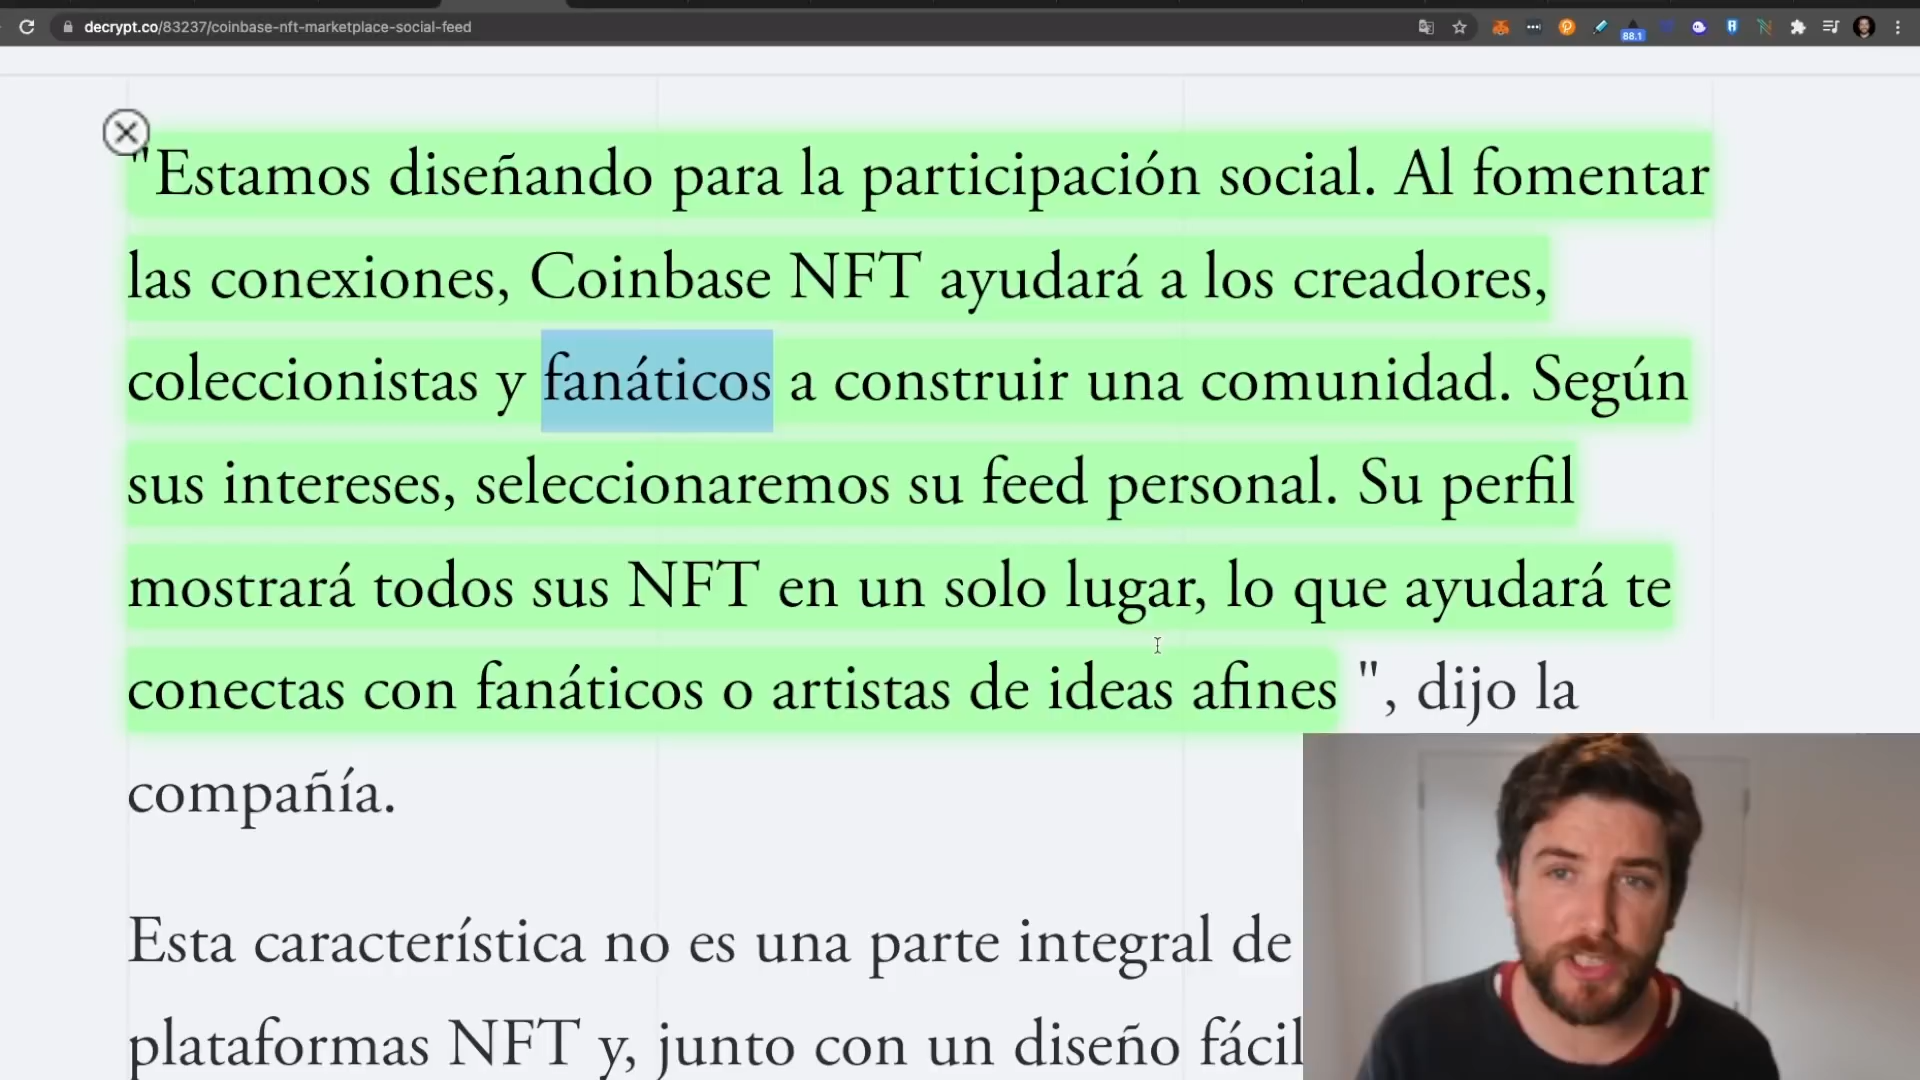 decrypt.co/83237/coinbase-nft-marketplace-social-feed
88.1
"Estamos diseñando para la participación social. Al fomentar
las conexiones, Coinbase NFT ayudará a los creadores,
coleccionistas y fanáticos a construir una comunidad. Según
sus intereses, seleccionaremos su feed personal. Su perfil
mostrará todos sus NFT en un solo lugar, lo que ayudará te
conectas con fanáticos o artistas de ideas afines ", dijo la
compañía.
Esta característica no es una parte integral de
plataformas NFT y, junto con un diseño fácil